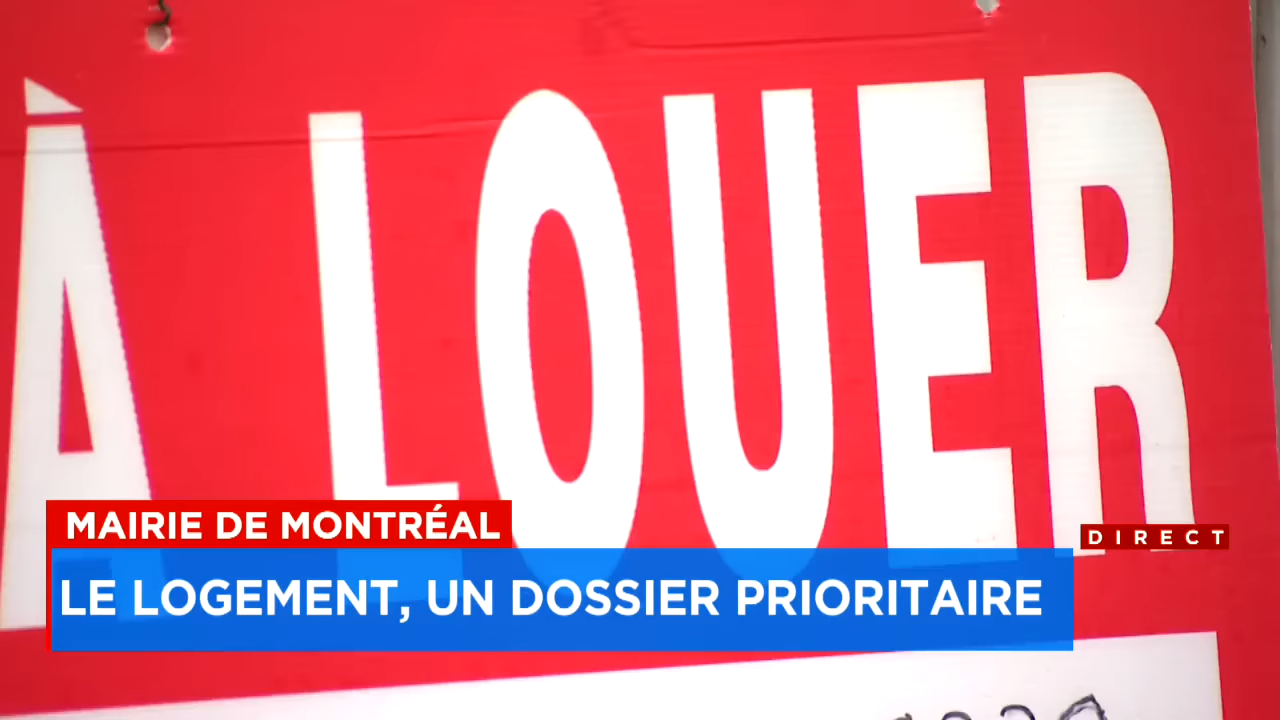 À LOUER
MAIRIE DE MONTRÉAL
DIRECT
LE LOGEMENT, UN DOSSIER PRIORITAIRE